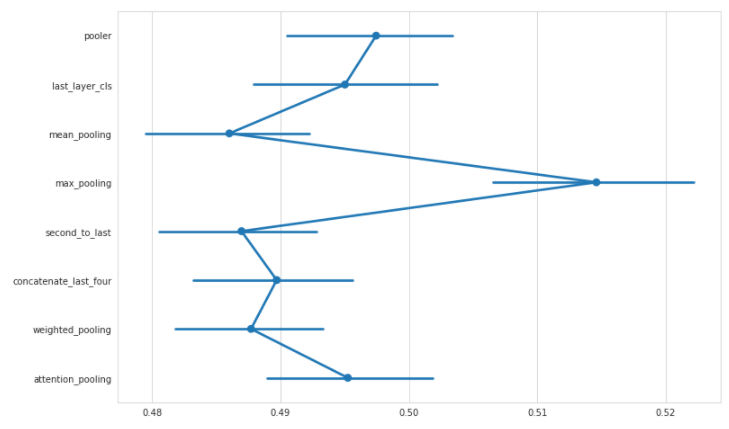 pooler
last_layer_cls
mean_pooling
max_pooling
second_to_last
concatenate_last_four
weighted_pooling
attention_pooling
0.48 0.49 0.50 0.51 0.52